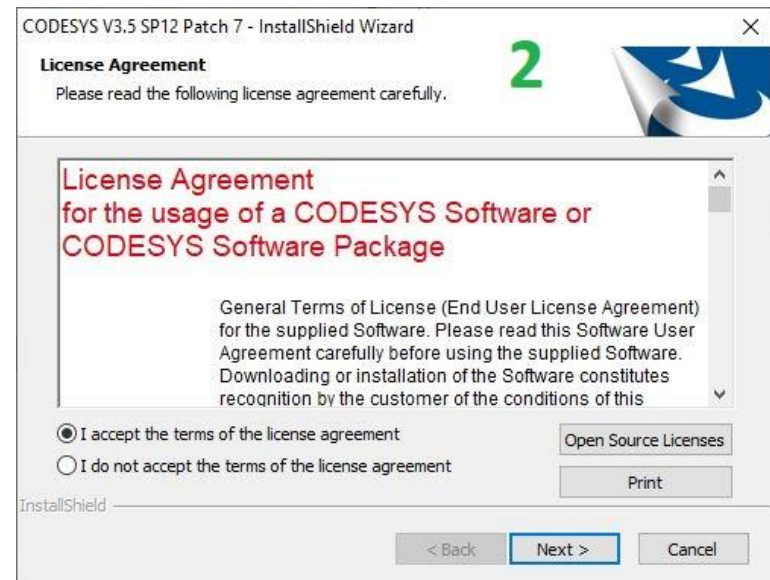 CODESYS V3.5 SP12 Patch 7 - InstallShield Wizard
License Agreement
Please read the following license agreement carefully.
2
License Agreement
for the usage of a CODESYS Software or
CODESYS Software Package
General Terms of License (End User License Agreement)
for the supplied Software. Please read this Software User
Agreement carefully before using the supplied Software.
Downloading or installation of the Software constitutes
recognition by the customer of the conditions of this
I accept the terms of the license agreement
I do not accept the terms of the license agreement
Open Source Licenses
Print
InstallShield
< Back
Next >
Cancel